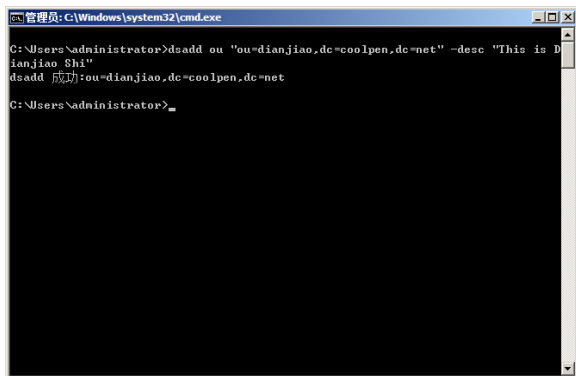 管理员: C:\Windows\system32\cmd.exe
C:\Users\administrator>dsadd ou "ou=dianjiao,dc=coolpen,dc=net" -desc "This is D
ianjiao Shi"
dsadd 成功:ou=dianjiao,dc=coolpen,dc=net
C:\Users\administrator>_